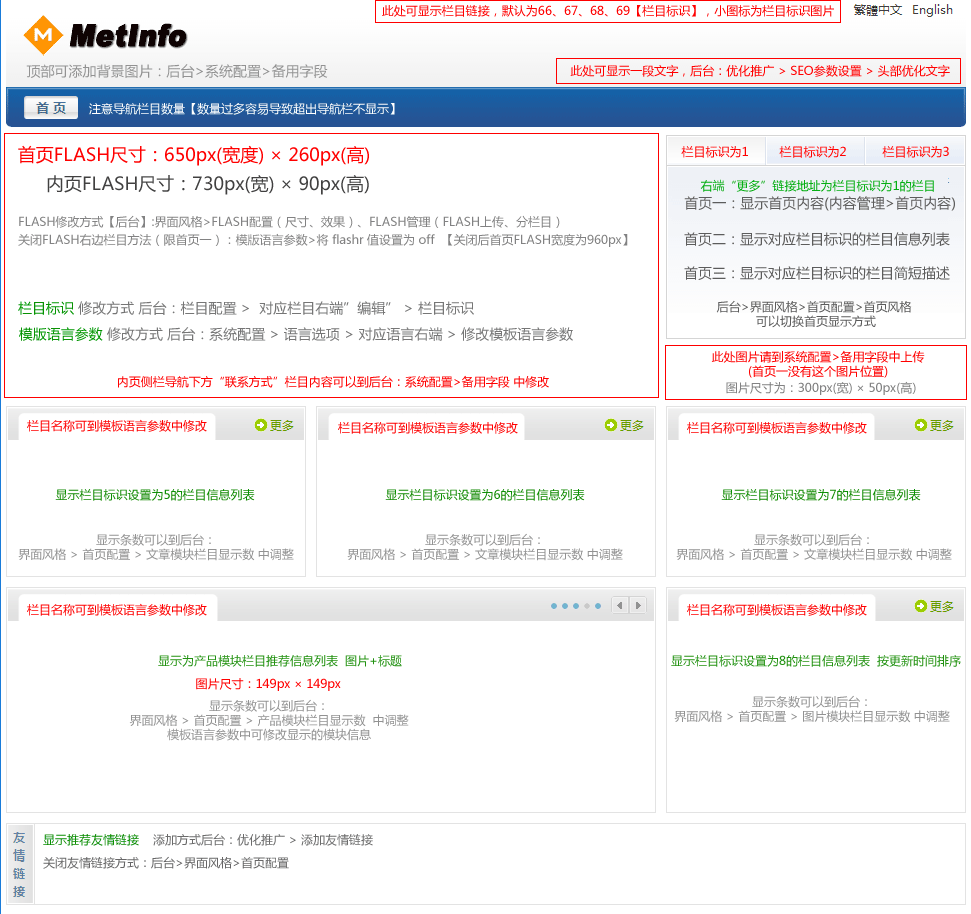 此处可显示栏目链接，默认为66、67、68、69【栏目标识】，小图标为栏目标识图片
繁體中文 English
MetInfo
顶部可添加背景图片：后台>系统配置>备用字段
此处可显示一段文字，后台：优化推广 > SEO参数设置 > 头部优化文字
首 页 注意导航栏目数量【数量过多容易导致超出导航栏不显示】
首页FLASH尺寸：650px(宽度) × 260px(高)
内页FLASH尺寸：730px(宽) × 90px(高)
FLASH修改方式【后台】:界面风格>FLASH配置（尺寸、效果）、FLASH管理（FLASH上传、分栏目）
关闭FLASH右边栏目方法（限首页一）：模版语言参数>将 flashr 值设置为 off 【关闭后首页FLASH宽度为960px】
栏目标识 修改方式 后台：栏目配置 > 对应栏目右端”编辑” > 栏目标识
模版语言参数 修改方式 后台：系统配置 > 语言选项 > 对应语言右端 > 修改模板语言参数
内页侧栏导航下方“联系方式”栏目内容可以到后台：系统配置>备用字段 中修改
栏目标识为1 栏目标识为2 栏目标识为3
右端“更多”链接地址为栏目标识为1的栏目
首页一：显示首页内容(内容管理>首页内容)
首页二：显示对应栏目标识的栏目信息列表
首页三：显示对应栏目标识的栏目简短描述
后台>界面风格>首页配置>首页风格
可以切换首页显示方式
此处图片请到系统配置>备用字段中上传
(首页一没有这个图片位置)
图片尺寸为：300px(宽) × 50px(高)
栏目名称可到模板语言参数中修改 更多
显示栏目标识设置为5的栏目信息列表
显示条数可以到后台：
界面风格 > 首页配置 > 文章模块栏目显示数 中调整
栏目名称可到模板语言参数中修改 更多
显示栏目标识设置为6的栏目信息列表
显示条数可以到后台：
界面风格 > 首页配置 > 文章模块栏目显示数 中调整
栏目名称可到模板语言参数中修改 更多
显示栏目标识设置为7的栏目信息列表
显示条数可以到后台：
界面风格 > 首页配置 > 文章模块栏目显示数 中调整
栏目名称可到模板语言参数中修改
显示为产品模块栏目推荐信息列表 图片+标题
图片尺寸：149px × 149px
显示条数可以到后台：
界面风格 > 首页配置 > 产品模块栏目显示数 中调整
模板语言参数中可修改显示的模块信息
栏目名称可到模板语言参数中修改 更多
显示栏目标识设置为8的栏目信息列表 按更新时间排序
显示条数可以到后台：
界面风格 > 首页配置 > 图片模块栏目显示数 中调整
友情链接
显示推荐友情链接 添加方式后台：优化推广 > 添加友情链接
关闭友情链接方式：后台>界面风格>首页配置